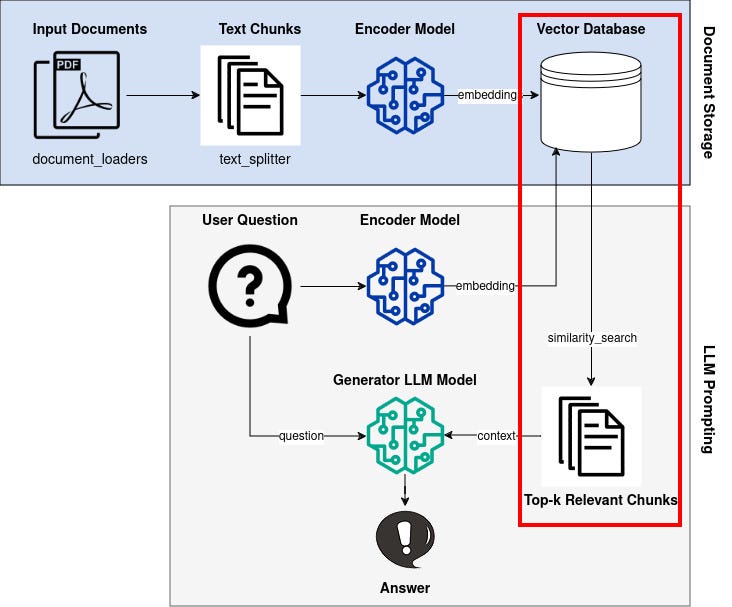 Input Documents
Text Chunks
Encoder Model
Vector Database
PDF
embedding
document_loaders
text_splitter
Document Storage
User Question
Encoder Model
?
embedding
similarity_search
Generator LLM Model
question
context
Top-k Relevant Chunks
!
Answer
LLM Prompting